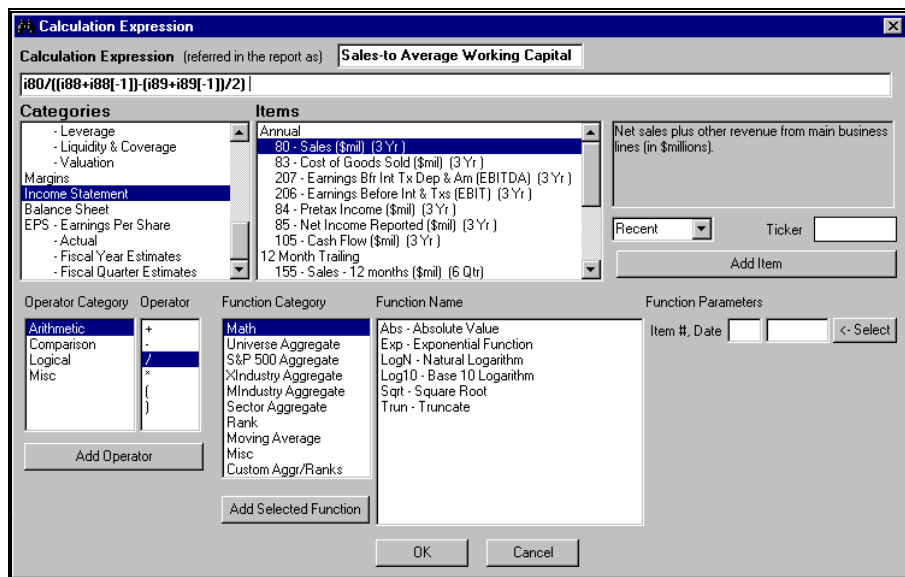 Calculation Expression
Calculation Expression (referred in the report as) Sales-to Average Working Capital
i80/((i88+i88[-1])-(i89+i89[-1])/2)
Categories Items
- Leverage
- Liquidity & Coverage
- Valuation
Margins
Income Statement
Balance Sheet
EPS - Earnings Per Share
- Actual
- Fiscal Year Estimates
- Fiscal Quarter Estimates
Annual
80 - Sales ($mil) (3 Yr )
83 - Cost of Goods Sold ($mil) (3 Yr )
207 - Earnings Bfr Int Tx Dep & Am (EBITDA) (3 Yr )
206 - Earnings Before Int & Txs (EBIT) (3 Yr )
84 - Pretax Income ($mil) (3 Yr )
85 - Net Income Reported ($mil) (3 Yr )
105 - Cash Flow ($mil) (3 Yr )
12 Month Trailing
155 - Sales - 12 months ($mil) (6 Qtr)
Net sales plus other revenue from main business
lines (in $millions).
Recent Ticker
Add Item
Operator Category Operator
Arithmetic
Comparison
Logical
Misc
+
-
/
*
(
)
Add Operator
Function Category
Math
Universe Aggregate
S&P 500 Aggregate
XIndustry Aggregate
MIndustry Aggregate
Sector Aggregate
Rank
Moving Average
Misc
Custom Aggr/Ranks
Add Selected Function
Function Name
Abs - Absolute Value
Exp - Exponential Function
LogN - Natural Logarithm
Log10 - Base 10 Logarithm
Sqrt - Square Root
Trun - Truncate
Function Parameters
Item #, Date <- Select
OK Cancel